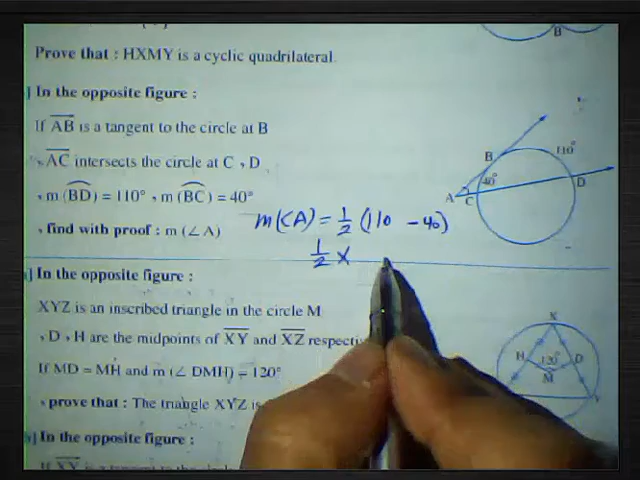 B
Prove that : HXMY is a cyclic quadrilateral.
] In the opposite figure :
If AB is a tangent to the circle at B
, AC intersects the circle at C , D
, m (BD) = 110° , m (BC) = 40°
, find with proof : m (∠ A)
B 110° 40° A C D
m(∠A) = 1/2 (110 - 40)
1/2 x
] In the opposite figure :
XYZ is an inscribed triangle in the circle M
, D , H are the midpoints of XY and XZ
If MD = MH and m (∠ DMH) = 120°
, prove that : The triangle XYZ is
X H 120° D M Y
] In the opposite figure :